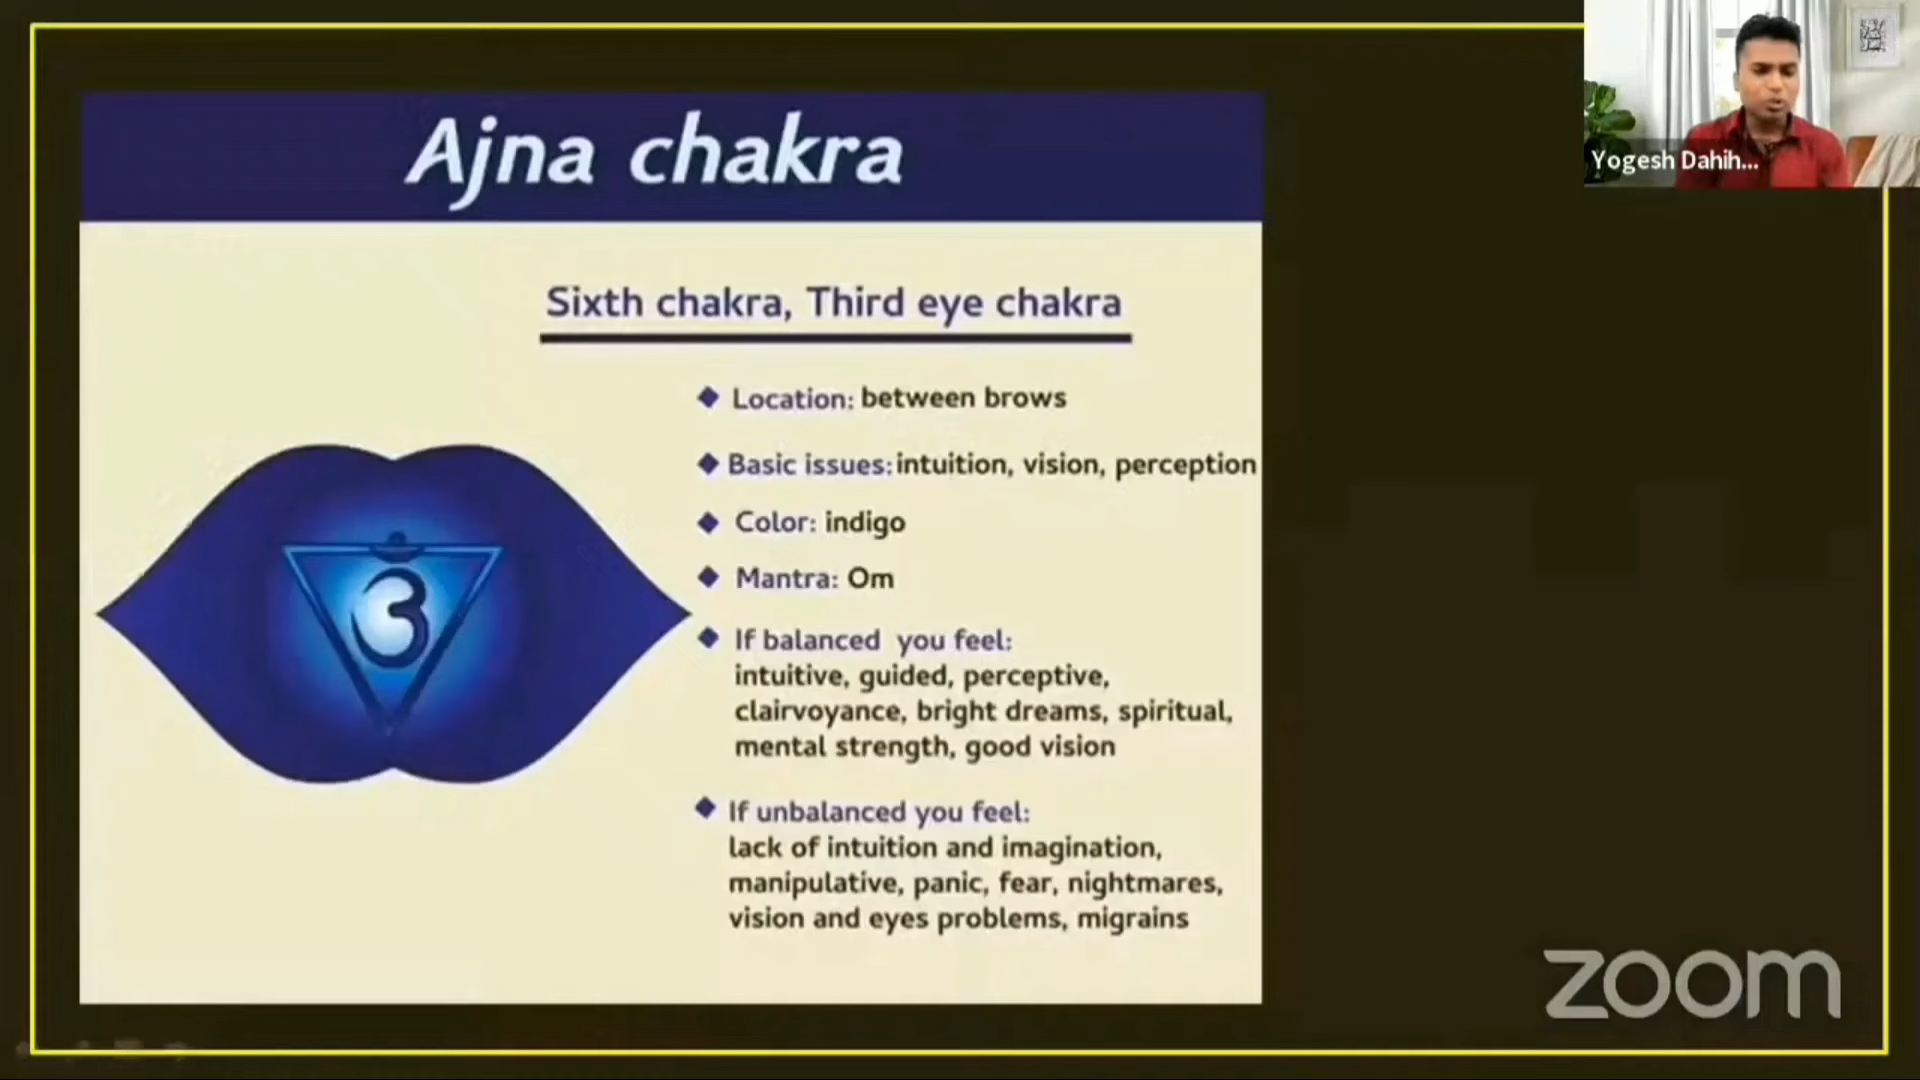 Ajna chakra
Sixth chakra, Third eye chakra
Location: between brows
Basic issues: intuition, vision, perception
Color: indigo
Mantra: Om
If balanced you feel:
intuitive, guided, perceptive,
clairvoyance, bright dreams, spiritual,
mental strength, good vision
If unbalanced you feel:
lack of intuition and imagination,
manipulative, panic, fear, nightmares,
vision and eyes problems, migrains
Yogesh Dahih...
zoom